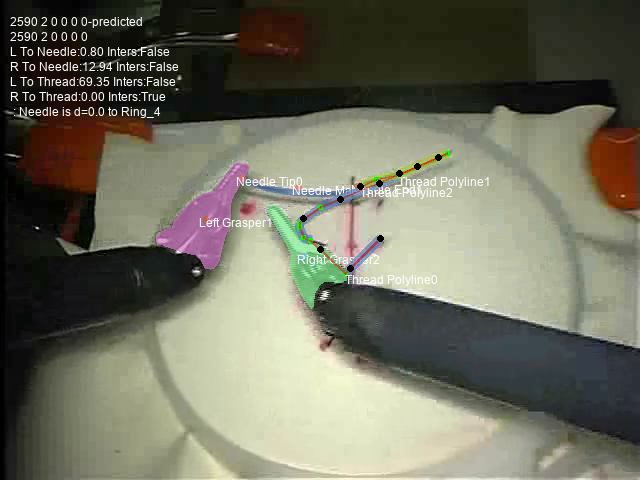 2590 2 0 0 0 0-predicted
2590 2 0 0 0 0
L To Needle:0.80 Inters:False
R To Needle:12.94 Inters:False
L To Thread:69.35 Inters:False
R To Thread:0.00 Inters:True
: Needle is d=0.0 to Ring_4
Needle Tip0
Thread Polyline1
Thread Polyline2
Left Grasper1
Right Grasper2
Thread Polyline0